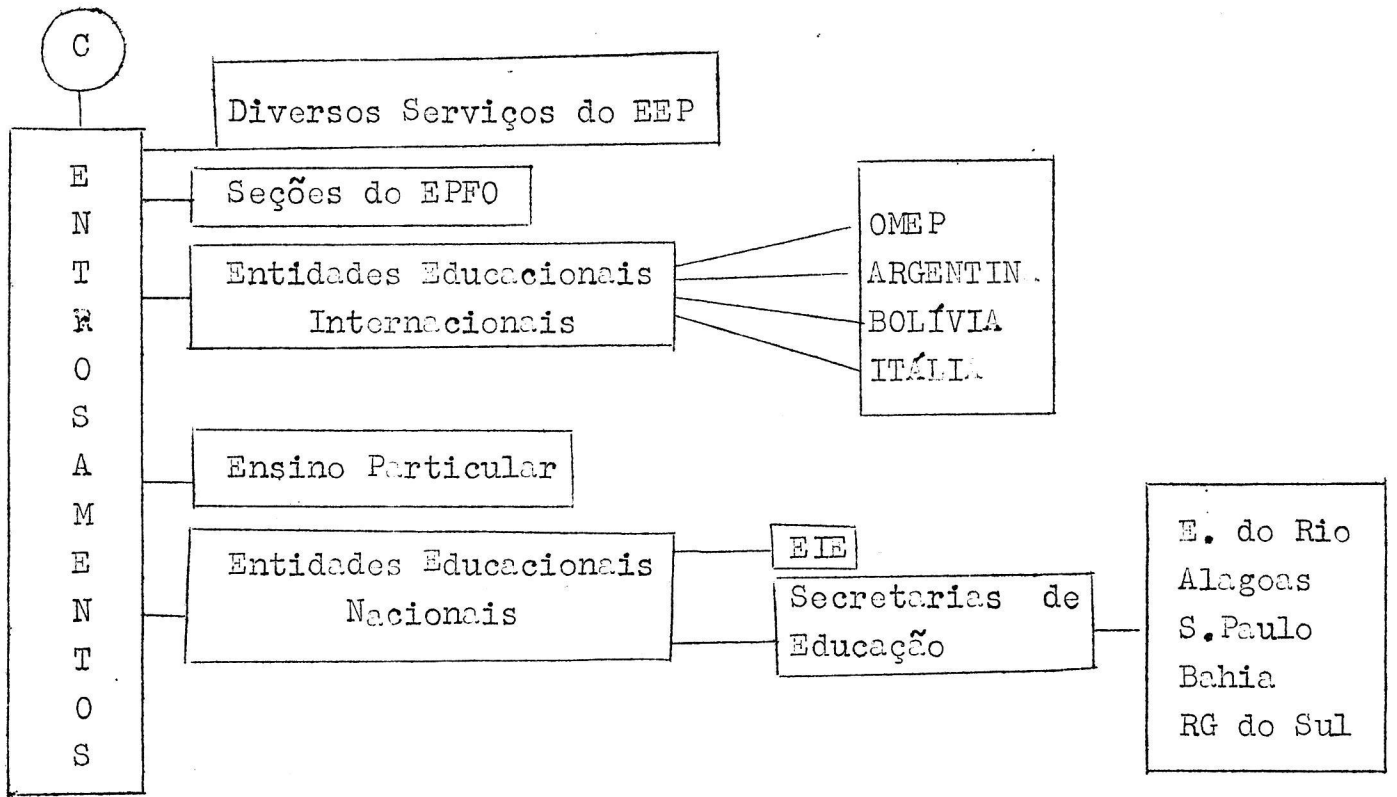 C
ENTROSAMENTOS
Diversos Serviços do EEP
Seções do EPFO
Entidades Educacionais
Internacionais
OMEP
ARGENTINA
BOLÍVIA
ITÁLIA
Ensino Particular
Entidades Educacionais
Nacionais
EIE
Secretarias de
Educação
E. do Rio
Alagoas
S.Paulo
Bahia
RG do Sul